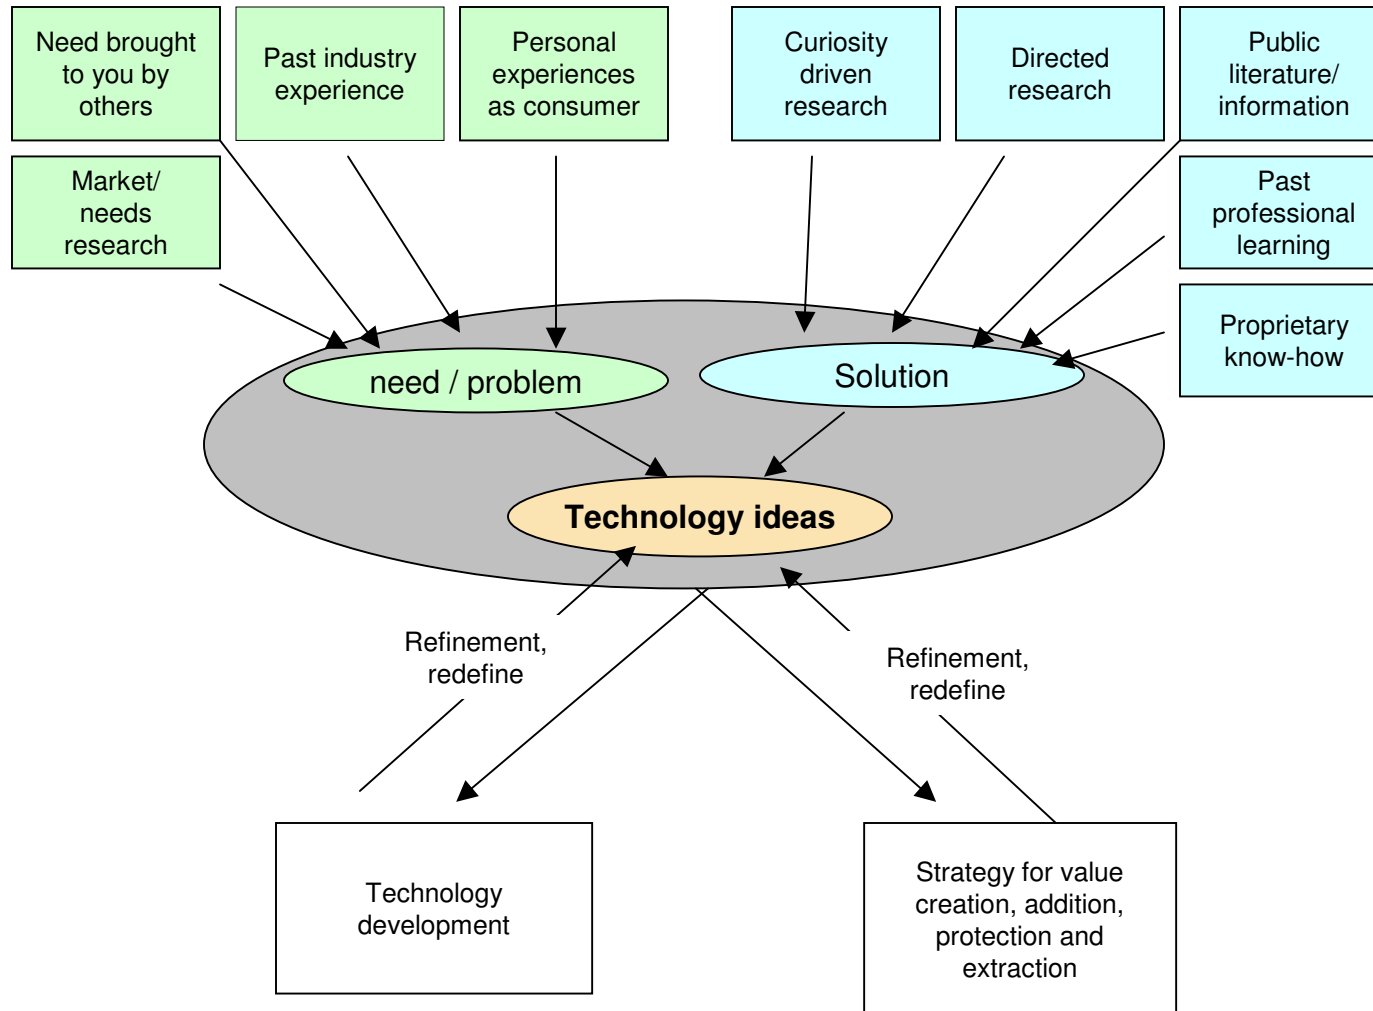 Need brought
to you by
others
Past industry
experience
Personal
experiences
as consumer
Curiosity
driven
research
Directed
research
Public
literature/
information
Market/
needs
research
Past
professional
learning
Proprietary
know-how
need / problem
Solution
Technology ideas
Refinement,
redefine
Refinement,
redefine
Technology
development
Strategy for value
creation, addition,
protection and
extraction